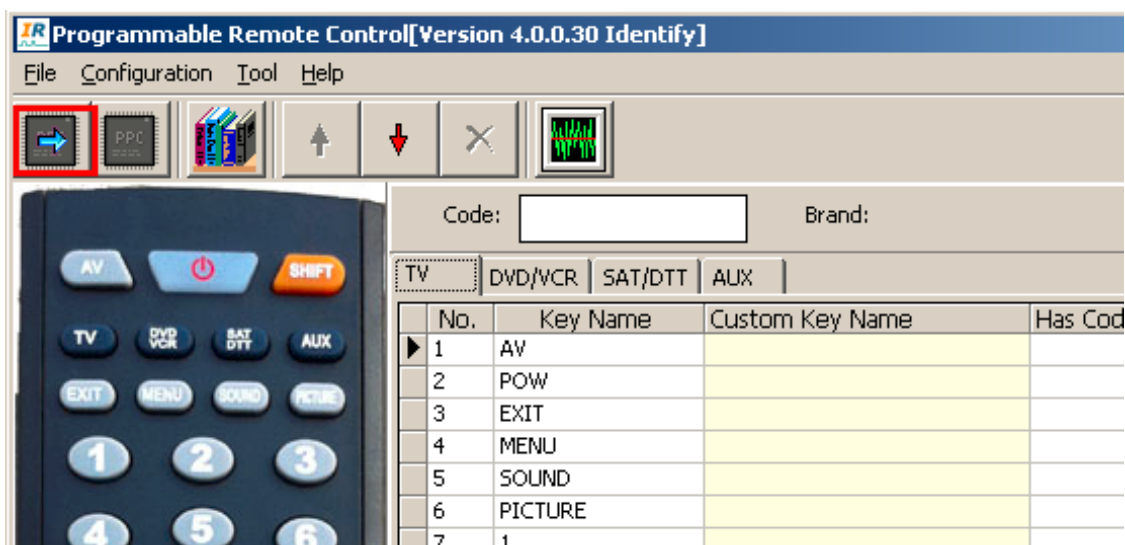 IR Programmable Remote Control[Version 4.0.0.30 Identify]
File Configuration Tool Help
PPC
Code: Brand:
AV SHIFT
TV DVD/VCR SAT/DTT AUX
No. Key Name Custom Key Name Has Cod
TV DVD VCR SAT DTT AUX
1 AV
2 POW
EXIT MENU SOUND PICTURE
3 EXIT
4 MENU
1 2 3
5 SOUND
6 PICTURE
4 5 6
7 1